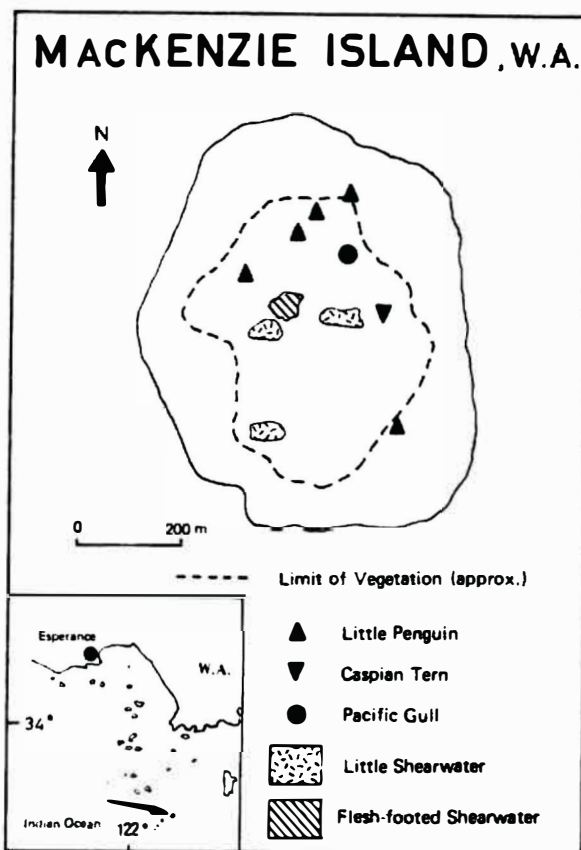 MACKENZIE ISLAND, W.A.
N
0 200 m
Limit of Vegetation (approx.)
Little Penguin
Caspian Tern
Pacific Gull
Little Shearwater
Flesh-footed Shearwater
Esperance
W.A.
34°
Indian Ocean
122°